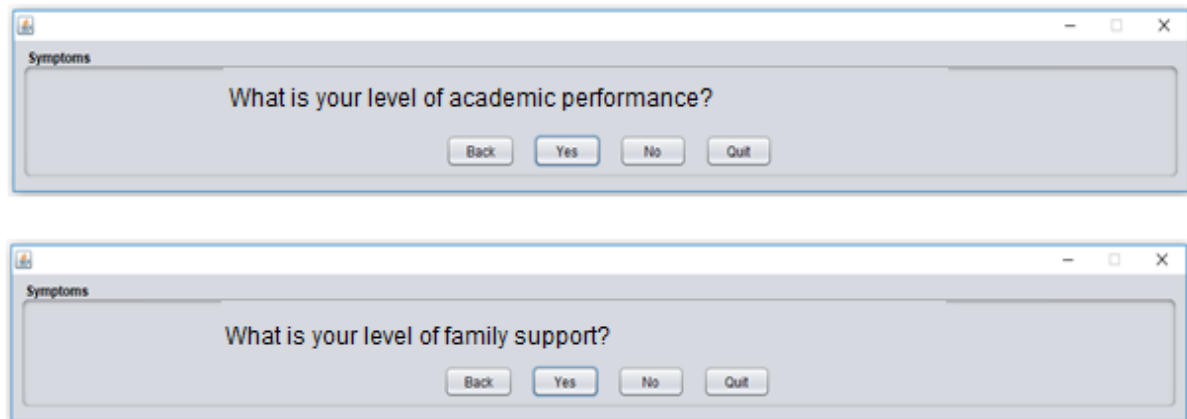 Symptoms
What is your level of academic performance?
Back Yes No Quit
Symptoms
What is your level of family support?
Back Yes No Quit